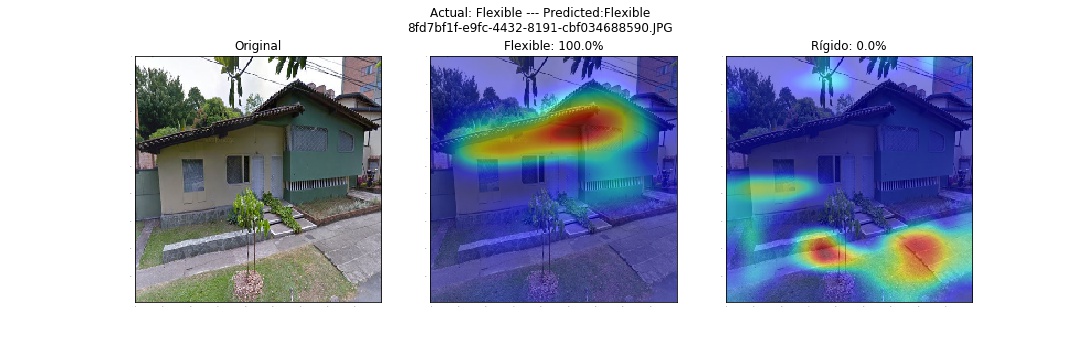 Actual: Flexible --- Predicted:Flexible
8fd7bf1f-e9fc-4432-8191-cbf034688590.JPG
Original
Flexible: 100.0%
Rígido: 0.0%